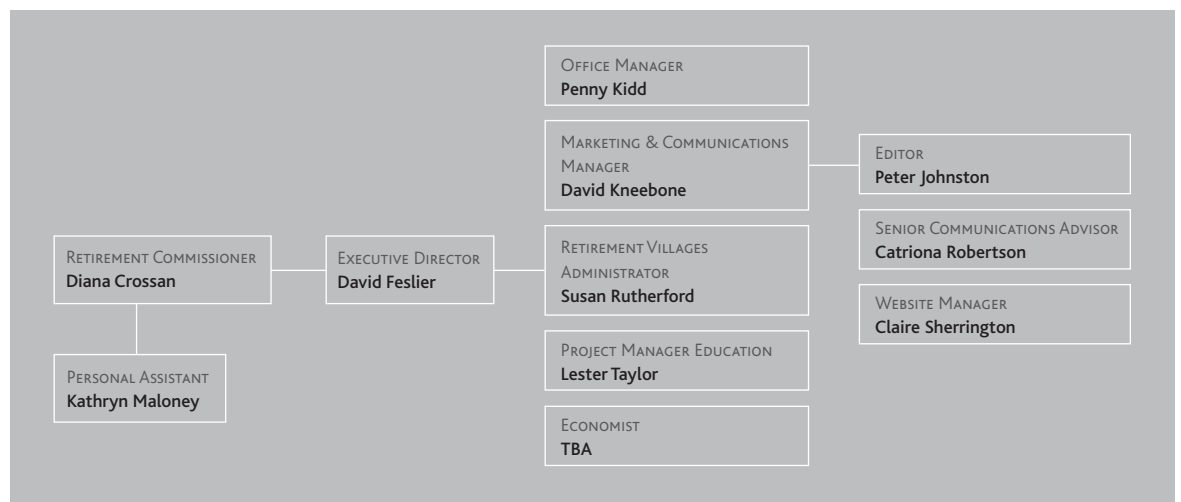 Office Manager
Penny Kidd
Marketing & Communications
Manager
David Kneebone
Editor
Peter Johnston
Senior Communications Advisor
Catriona Robertson
Retirement Commissioner
Diana Crossan
Executive Director
David Feslier
Retirement Villages
Administrator
Susan Rutherford
Website Manager
Claire Sherrington
Personal Assistant
Kathryn Maloney
Project Manager Education
Lester Taylor
Economist
TBA